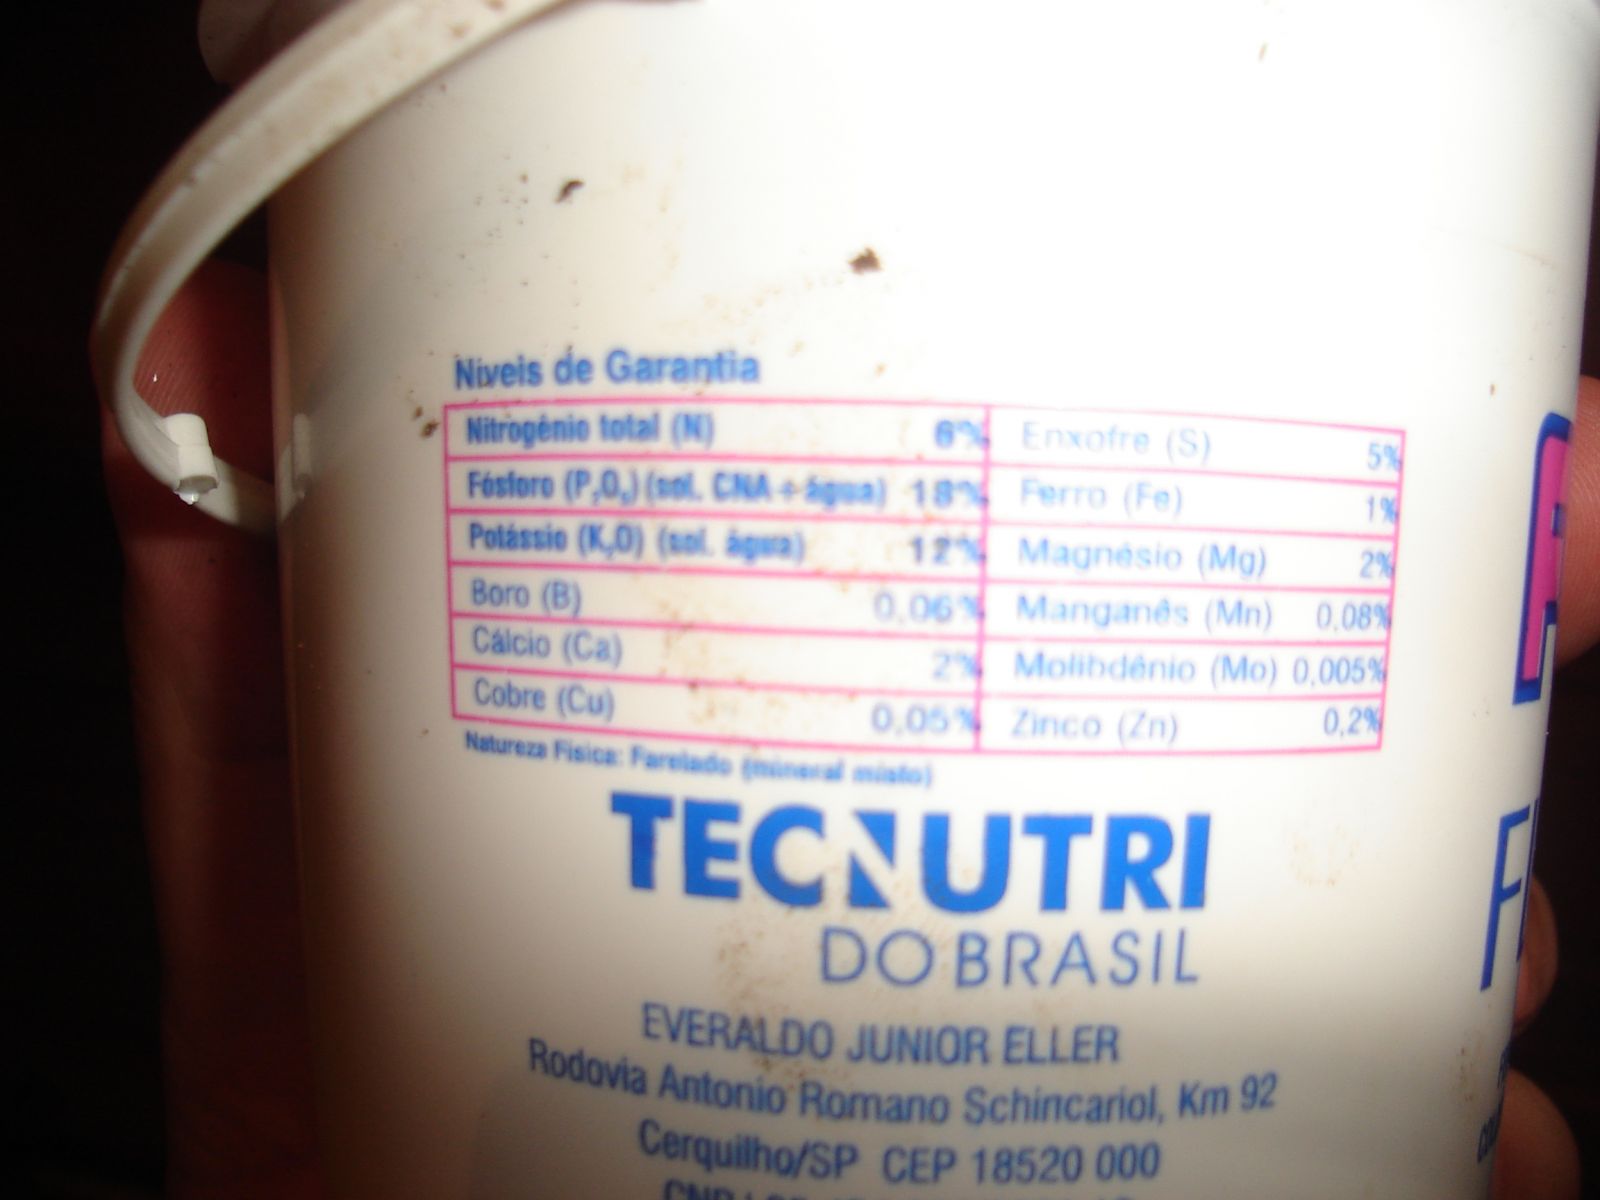 Níveis de Garantia
Nitrogênio total (N) 6% Enxofre (S) 5%
Fósforo (P₂O₅) (sol. CNA + água) 18% Ferro (Fe) 1%
Potássio (K₂O) (sol. água) 12% Magnésio (Mg) 2%
Boro (B) 0,06% Manganês (Mn) 0,08%
Cálcio (Ca) 2% Molibdênio (Mo) 0,005%
Cobre (Cu) 0,05% Zinco (Zn) 0,2%
Natureza Física: Farelado (mineral misto)
TECNUTRI
DO BRASIL
EVERALDO JUNIOR ELLER
Rodovia Antonio Romano Schincariol, Km 92
Cerquilho/SP CEP 18520 000